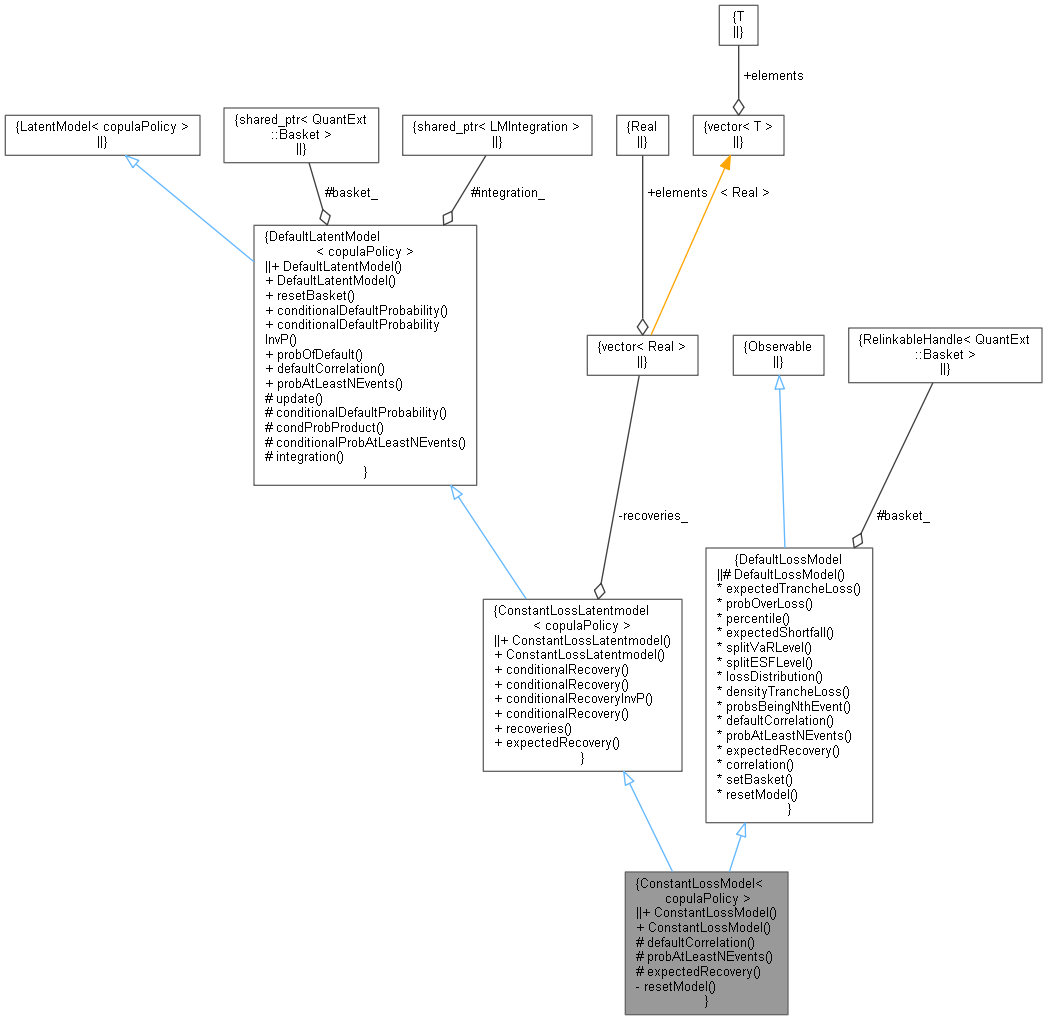 {T
||}
+elements
{LatentModel< copulaPolicy >
||}
{shared_ptr< QuantExt
::Basket >
||}
{shared_ptr< LMIntegration >
||}
{Real
||}
{vector< T >
||}
#basket_
#integration_
+elements
< Real >
{DefaultLatentModel
< copulaPolicy >
||+ DefaultLatentModel()
+ DefaultLatentModel()
+ resetBasket()
+ conditionalDefaultProbability()
+ conditionalDefaultProbability
InvP()
+ probOfDefault()
+ defaultCorrelation()
+ probAtLeastNEvents()
# update()
# conditionalDefaultProbability()
# condProbProduct()
# conditionalProbAtLeastNEvents()
# integration()
}
{vector< Real >
||}
{Observable
||}
{RelinkableHandle< QuantExt
::Basket >
||}
-recoveries_
#basket_
{ConstantLossLatentmodel
< copulaPolicy >
||+ ConstantLossLatentmodel()
+ ConstantLossLatentmodel()
+ conditionalRecovery()
+ conditionalRecovery()
+ conditionalRecoveryInvP()
+ conditionalRecovery()
+ recoveries()
+ expectedRecovery()
}
{DefaultLossModel
||# DefaultLossModel()
* expectedTrancheLoss()
* probOverLoss()
* percentile()
* expectedShortfall()
* splitVaRLevel()
* splitESFLevel()
* lossDistribution()
* densityTrancheLoss()
* probsBeingNthEvent()
* defaultCorrelation()
* probAtLeastNEvents()
* expectedRecovery()
* correlation()
* setBasket()
* resetModel()
}
{ConstantLossModel<
copulaPolicy >
||+ ConstantLossModel()
+ ConstantLossModel()
# defaultCorrelation()
# probAtLeastNEvents()
# expectedRecovery()
- resetModel()
}